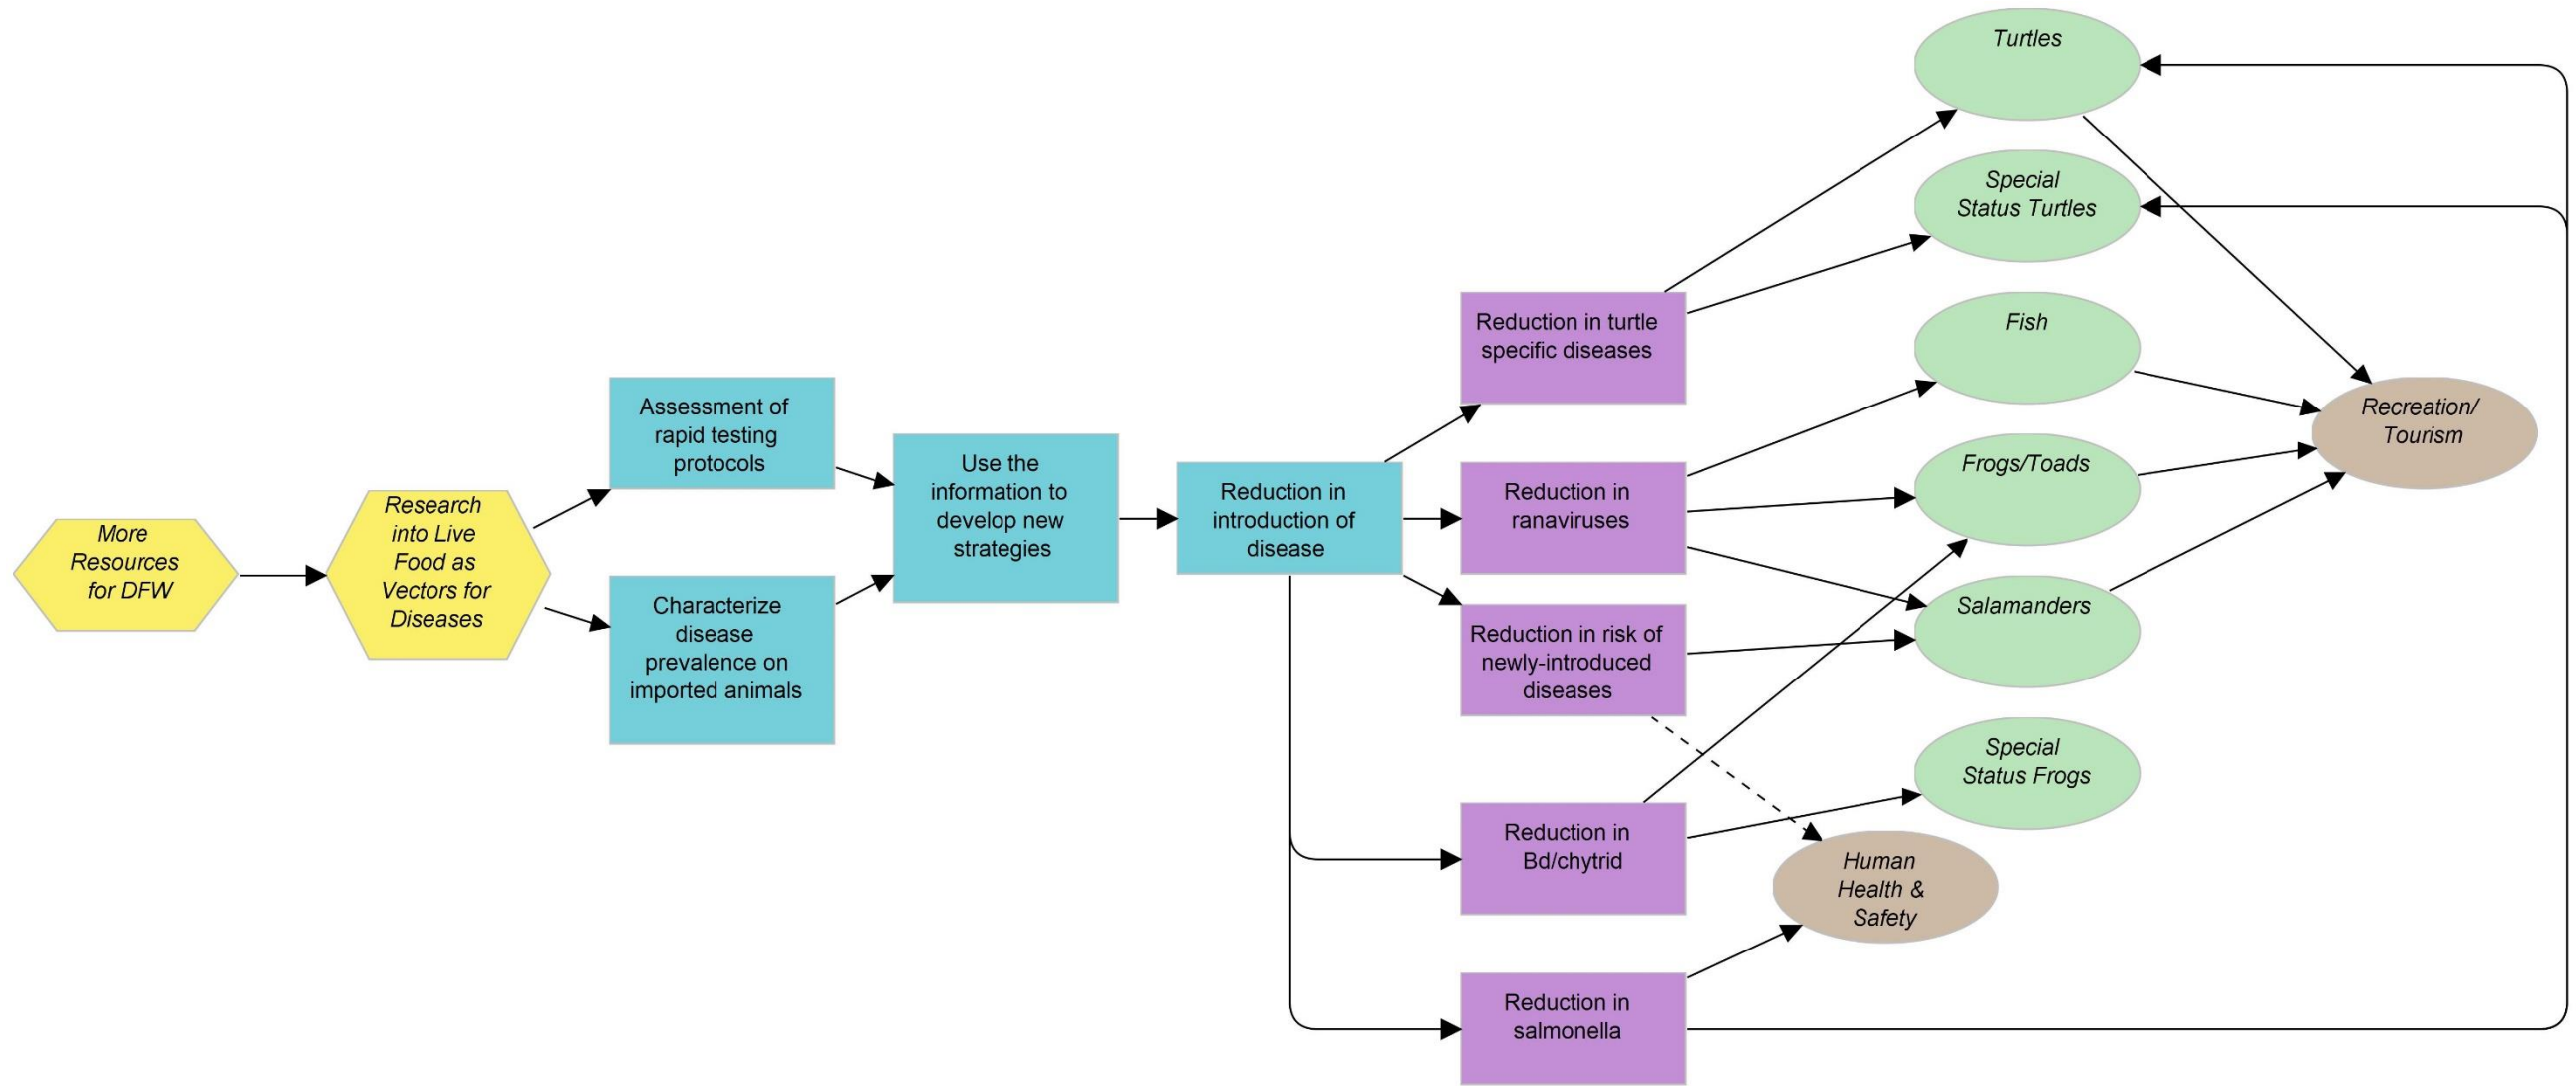 More
Resources
for DFW
Research
into Live
Food as
Vectors for
Diseases
Assessment of
rapid testing
protocols
Characterize
disease
prevalence on
imported animals
Use the
information to
develop new
strategies
Reduction in
introduction of
disease
Reduction in turtle
specific diseases
Reduction in
ranaviruses
Reduction in risk of
newly-introduced
diseases
Reduction in
Bd/chytrid
Reduction in
salmonella
Turtles
Special
Status Turtles
Fish
Frogs/Toads
Salamanders
Special
Status Frogs
Human
Health &
Safety
Recreation/
Tourism